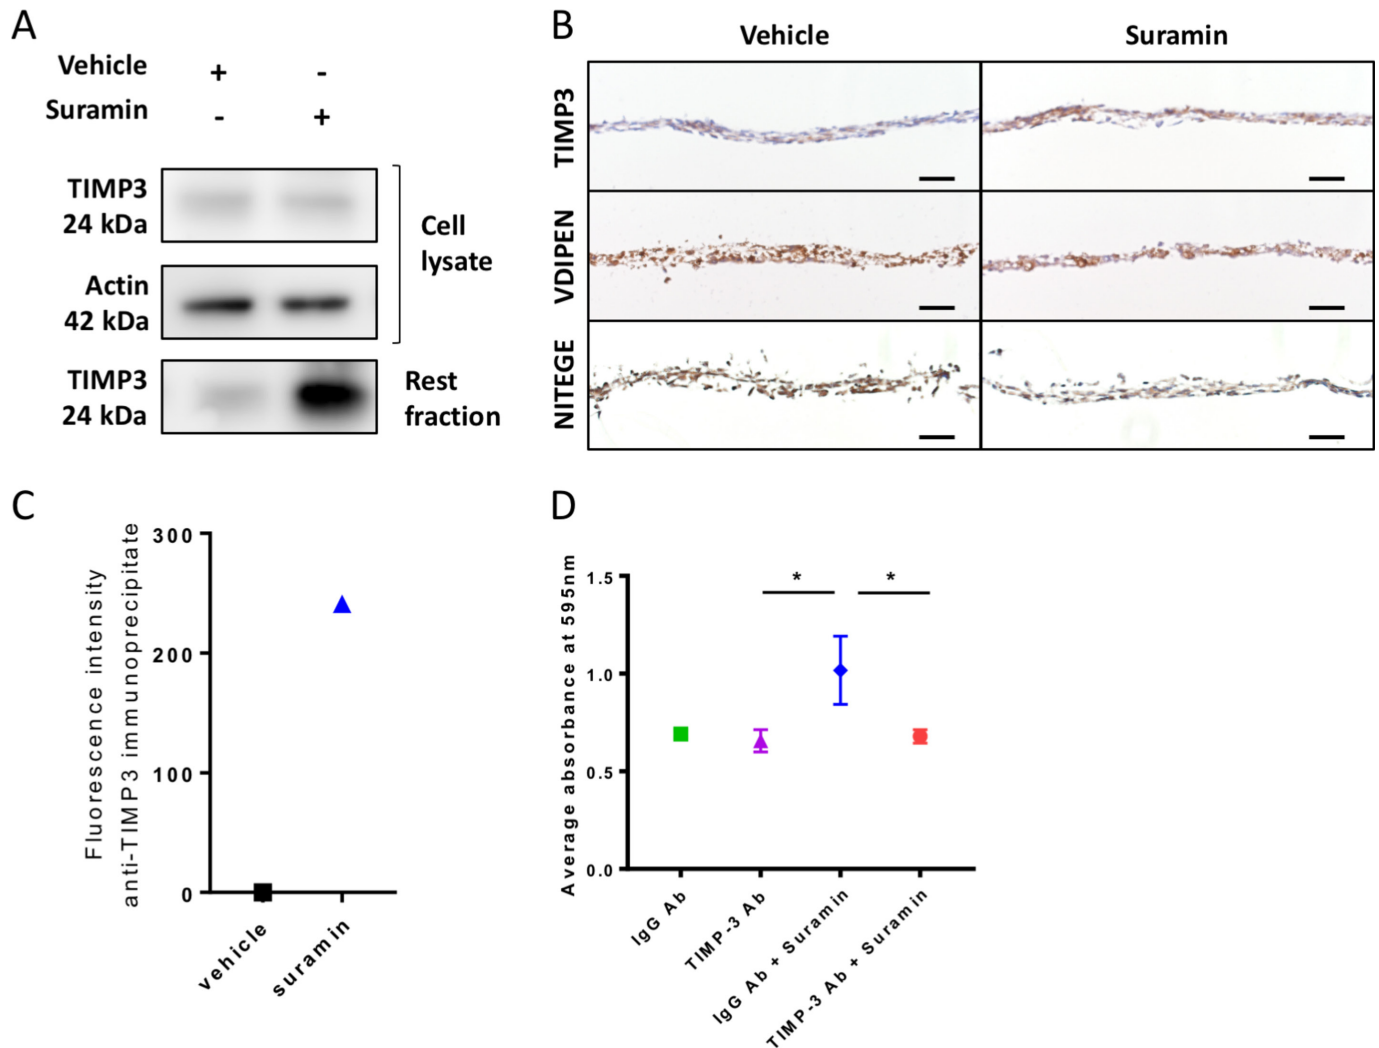 A
Vehicle + -
Suramin - +
TIMP3
24 kDa
Actin
42 kDa
Cell
lysate
TIMP3
24 kDa
Rest
fraction
B
Vehicle Suramin
TIMP3
VDIPEN
NITEGE
C
Fluorescence intensity
anti-TIMP3 immunoprecipitate
300
200
100
0
vehicle
suramin
D
Average absorbance at 595nm
1.5
1.0
0.5
0.0
* *
IgG Ab
TIMP-3 Ab
IgG Ab + Suramin
TIMP-3 Ab + Suramin